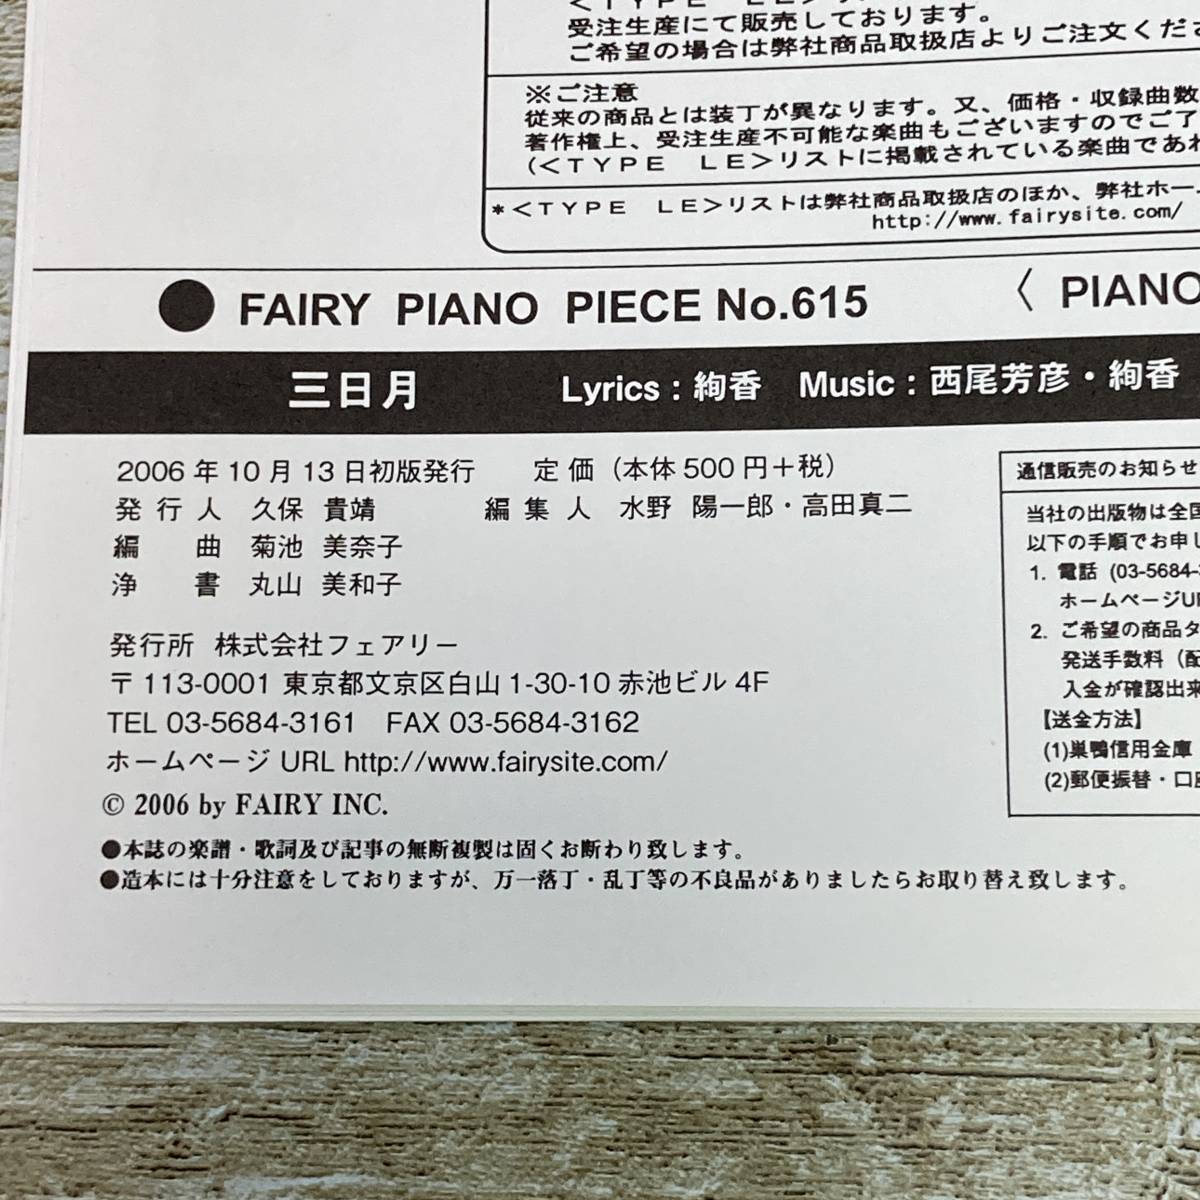 ＜ＴＹＰＥ　ＬＥ＞リ
受注生産にて販売しております。
ご希望の場合は弊社商品取扱店よりご注文くださ
※ご注意
従来の商品とは装丁が異なります。又、価格・収録曲数
著作権上、受注生産不可能な楽曲もございますのでご了
(＜ＴＹＰＥ　ＬＥ＞リストに掲載されている楽曲であれ
＊＜ＴＹＰＥ　ＬＥ＞リストは弊社商品取扱店のほか、弊社ホー
http://www.fairysite.com/
● FAIRY PIANO PIECE No.615 〈 PIANO
三日月 Lyrics : 絢香 Music : 西尾芳彦・絢香
2006年10月13日初版発行 定価（本体500円＋税）
発行人 久保 貴靖 編集人 水野 陽一郎・高田真二
編曲 菊池 美奈子
浄書 丸山 美和子
発行所 株式会社フェアリー
〒113-0001 東京都文京区白山1-30-10 赤池ビル 4F
TEL 03-5684-3161 FAX 03-5684-3162
ホームページ URL http://www.fairysite.com/
© 2006 by FAIRY INC.
●本誌の楽譜・歌詞及び記事の無断複製は固くお断わり致します。
●造本には十分注意をしておりますが、万一落丁・乱丁等の不良品がありましたらお取り替え致します。
通信販売のお知らせ
当社の出版物は全国
以下の手順でお申し
1. 電話 (03-5684-
ホームページUR
2. ご希望の商品タ
発送手数料（配
入金が確認出来
【送金方法】
(1)巣鴨信用金庫
(2)郵便振替・口座